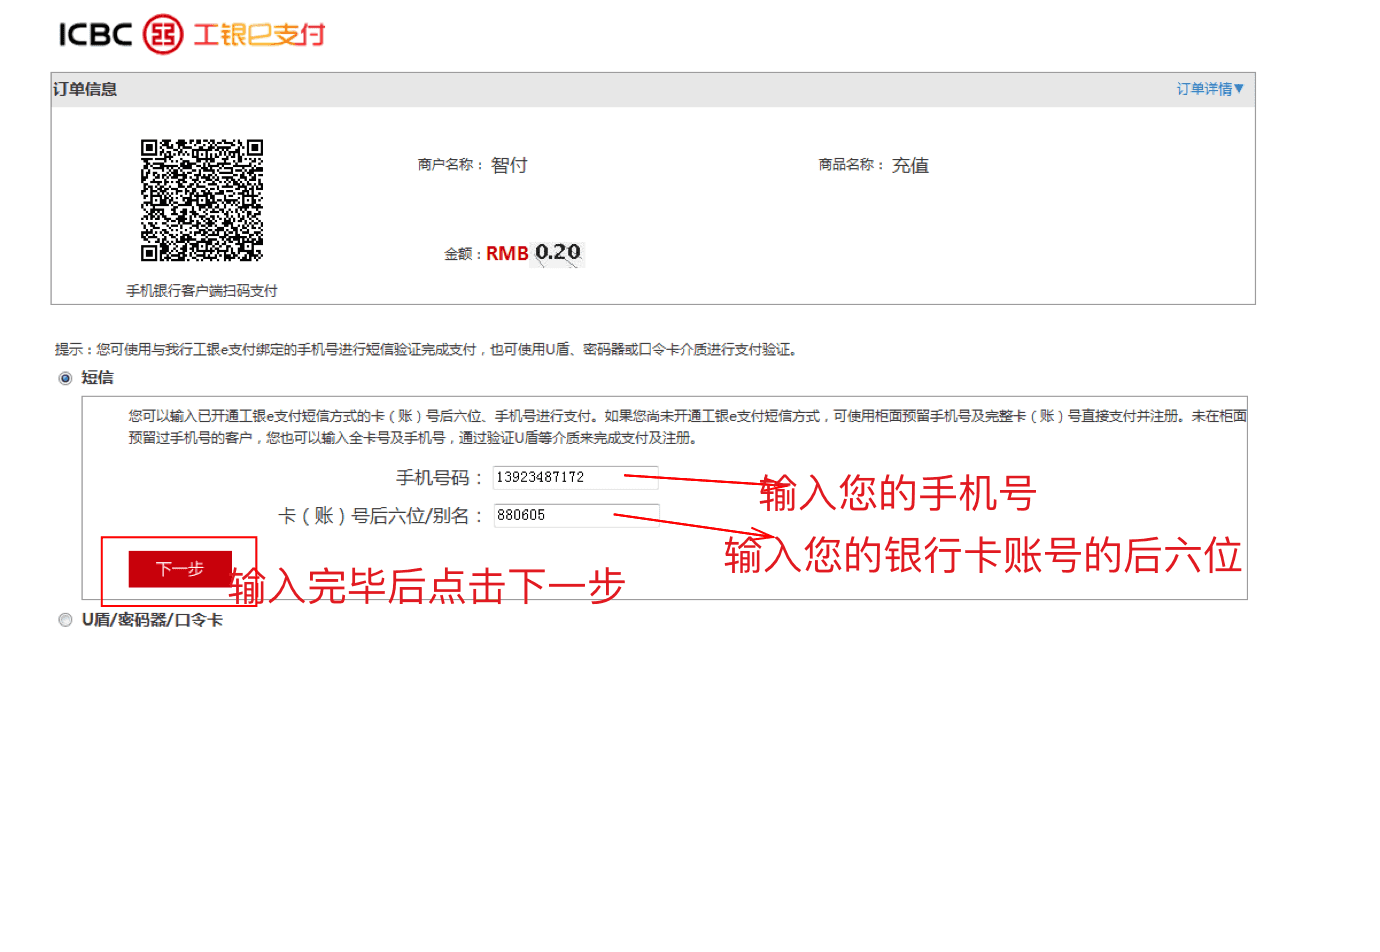 ICBC 工银e支付
订单信息 订单详情▼
商户名称： 智付 商品名称： 充值
金额：RMB 0.20
手机银行客户端扫码支付
提示：您可使用与我行工银e支付绑定的手机号进行短信验证完成支付，也可使用U盾、密码器或口令卡介质进行支付验证。
短信
您可以输入已开通工银e支付短信方式的卡（账）号后六位、手机号进行支付。如果您尚未开通工银e支付短信方式，可使用柜面预留手机号及完整卡（账）号直接支付并注册。未在柜面
预留过手机号的客户，您也可以输入全卡号及手机号，通过验证U盾等介质来完成支付及注册。
手机号码： 13923487172 输入您的手机号
卡（账）号后六位/别名： 880605
输入您的银行卡账号的后六位
下一步 输入完毕后点击下一步
U盾/密码器/口令卡